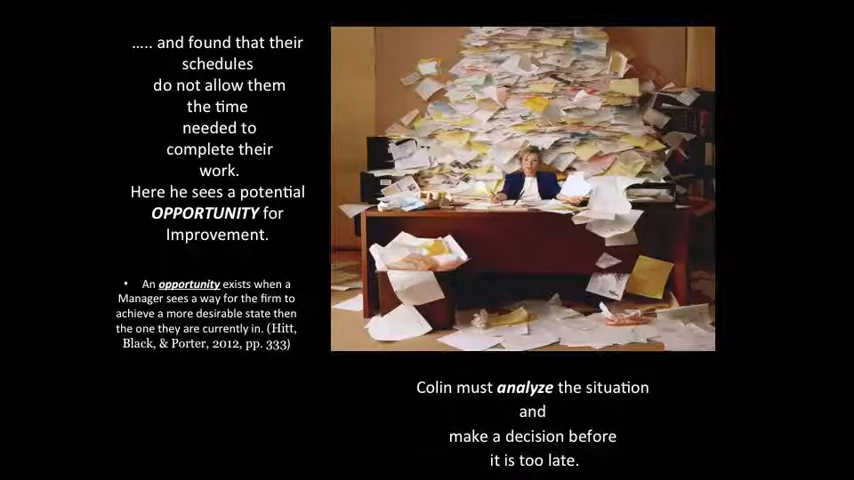 ..... and found that their
schedules
do not allow them
the time
needed to
complete their
work.
Here he sees a potential
OPPORTUNITY for
Improvement.
• An opportunity exists when a
Manager sees a way for the firm to
achieve a more desirable state then
the one they are currently in. (Hitt,
Black, & Porter, 2012, pp. 333)
Colin must analyze the situation
and
make a decision before
it is too late.